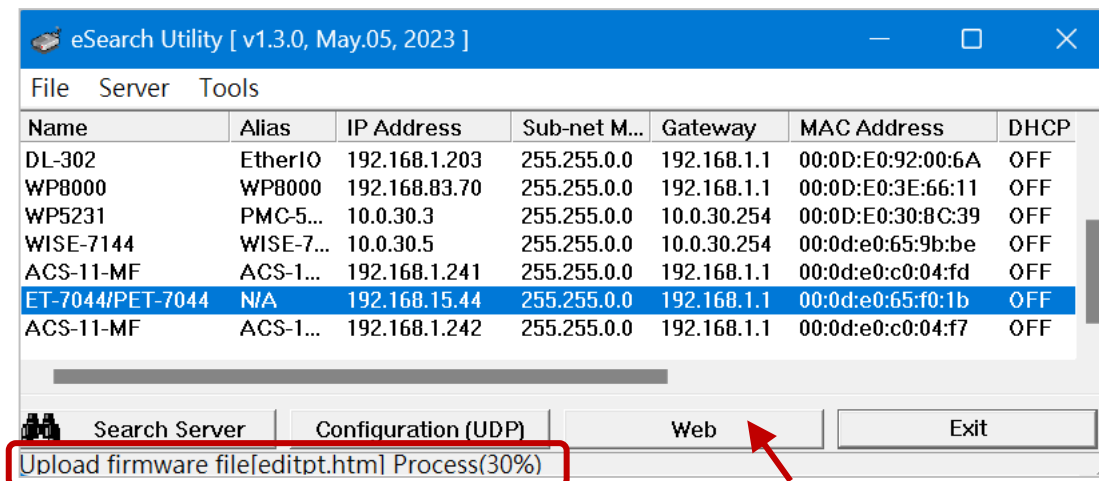 eSearch Utility [ v1.3.0, May.05, 2023 ]
File Server Tools
Name Alias IP Address Sub-net M... Gateway MAC Address DHCP
DL-302 EtherIO 192.168.1.203 255.255.0.0 192.168.1.1 00:0D:E0:92:00:6A OFF
WP8000 WP8000 192.168.83.70 255.255.0.0 192.168.1.1 00:0D:E0:3E:66:11 OFF
WP5231 PMC-5... 10.0.30.3 255.255.0.0 10.0.30.254 00:0D:E0:30:8C:39 OFF
WISE-7144 WISE-7... 10.0.30.5 255.255.0.0 10.0.30.254 00:0d:e0:65:9b:be OFF
ACS-11-MF ACS-1... 192.168.1.241 255.255.0.0 192.168.1.1 00:0d:e0:c0:04:fd OFF
ET-7044/PET-7044 N/A 192.168.15.44 255.255.0.0 192.168.1.1 00:0d:e0:65:f0:1b OFF
ACS-11-MF ACS-1... 192.168.1.242 255.255.0.0 192.168.1.1 00:0d:e0:c0:04:f7 OFF
Search Server Configuration (UDP) Web Exit
Upload firmware file[editpt.htm] Process(30%)